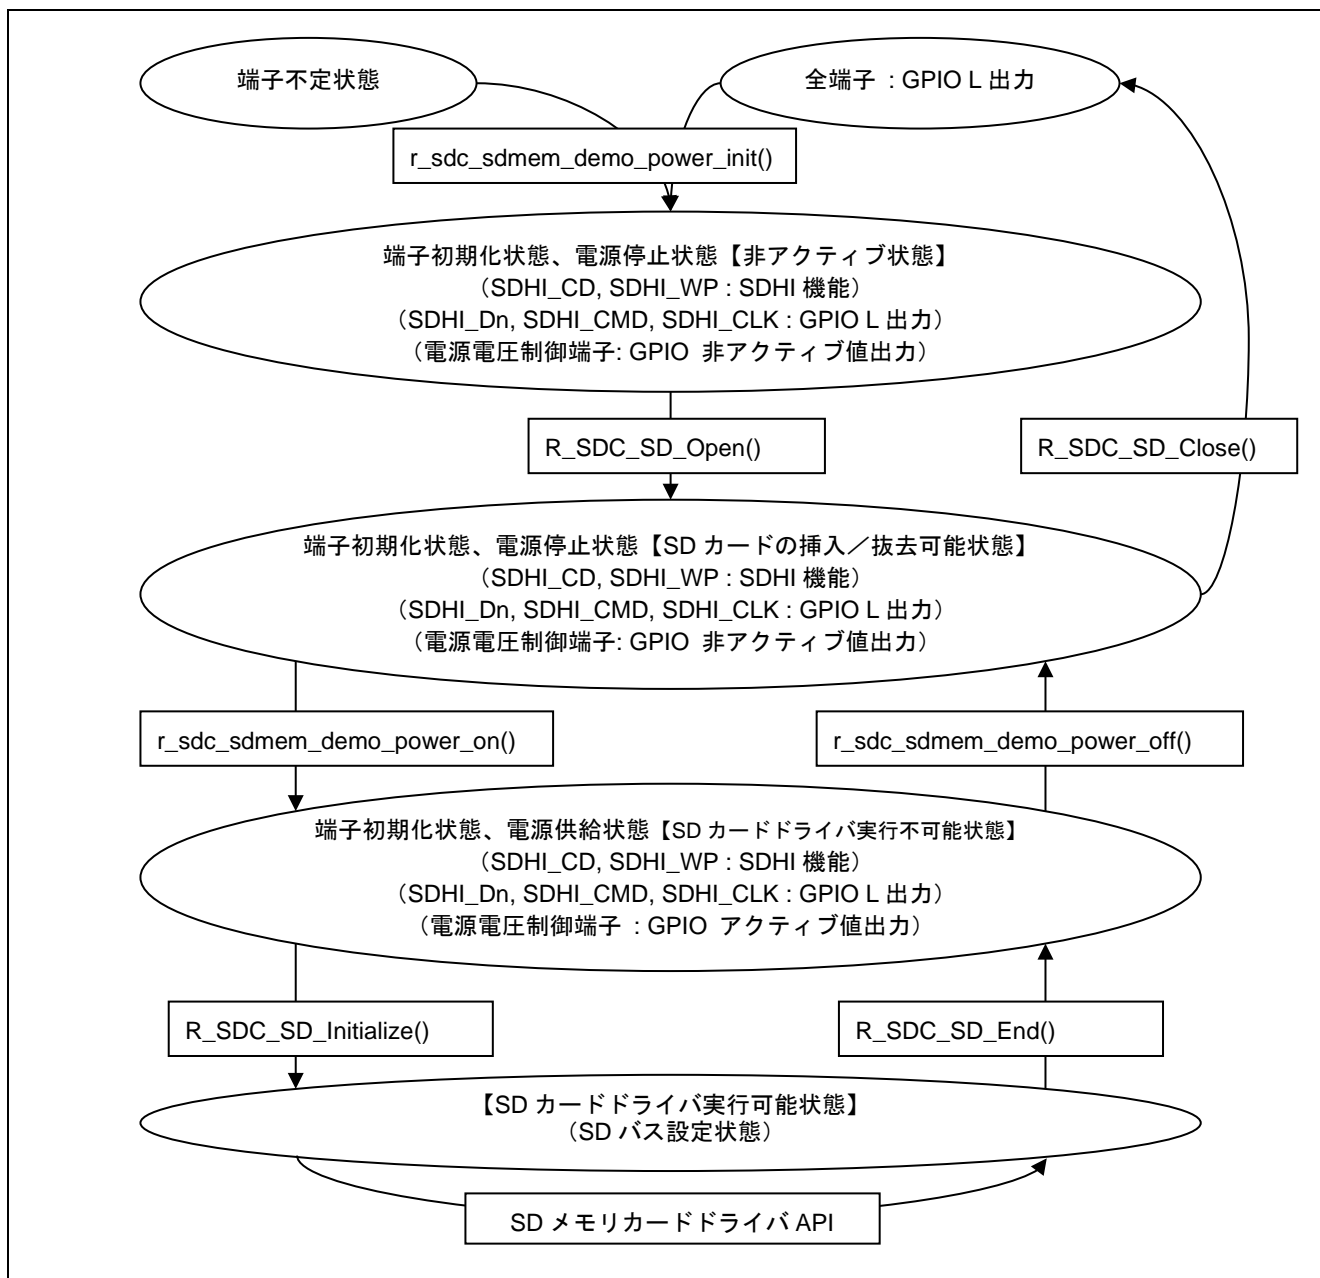 端子不定状態
全端子 : GPIO L 出力
r_sdc_sdmem_demo_power_init()
端子初期化状態、電源停止状態【非アクティブ状態】
（SDHI_CD, SDHI_WP : SDHI 機能）
（SDHI_Dn, SDHI_CMD, SDHI_CLK : GPIO L 出力）
（電源電圧制御端子: GPIO 非アクティブ値出力）
R_SDC_SD_Open()
R_SDC_SD_Close()
端子初期化状態、電源停止状態【SD カードの挿入／抜去可能状態】
（SDHI_CD, SDHI_WP : SDHI 機能）
（SDHI_Dn, SDHI_CMD, SDHI_CLK : GPIO L 出力）
（電源電圧制御端子: GPIO 非アクティブ値出力）
r_sdc_sdmem_demo_power_on()
r_sdc_sdmem_demo_power_off()
端子初期化状態、電源供給状態【SD カードドライバ実行不可能状態】
（SDHI_CD, SDHI_WP : SDHI 機能）
（SDHI_Dn, SDHI_CMD, SDHI_CLK : GPIO L 出力）
（電源電圧制御端子 : GPIO アクティブ値出力）
R_SDC_SD_Initialize()
R_SDC_SD_End()
【SD カードドライバ実行可能状態】
（SD バス設定状態）
SD メモリカードドライバ API